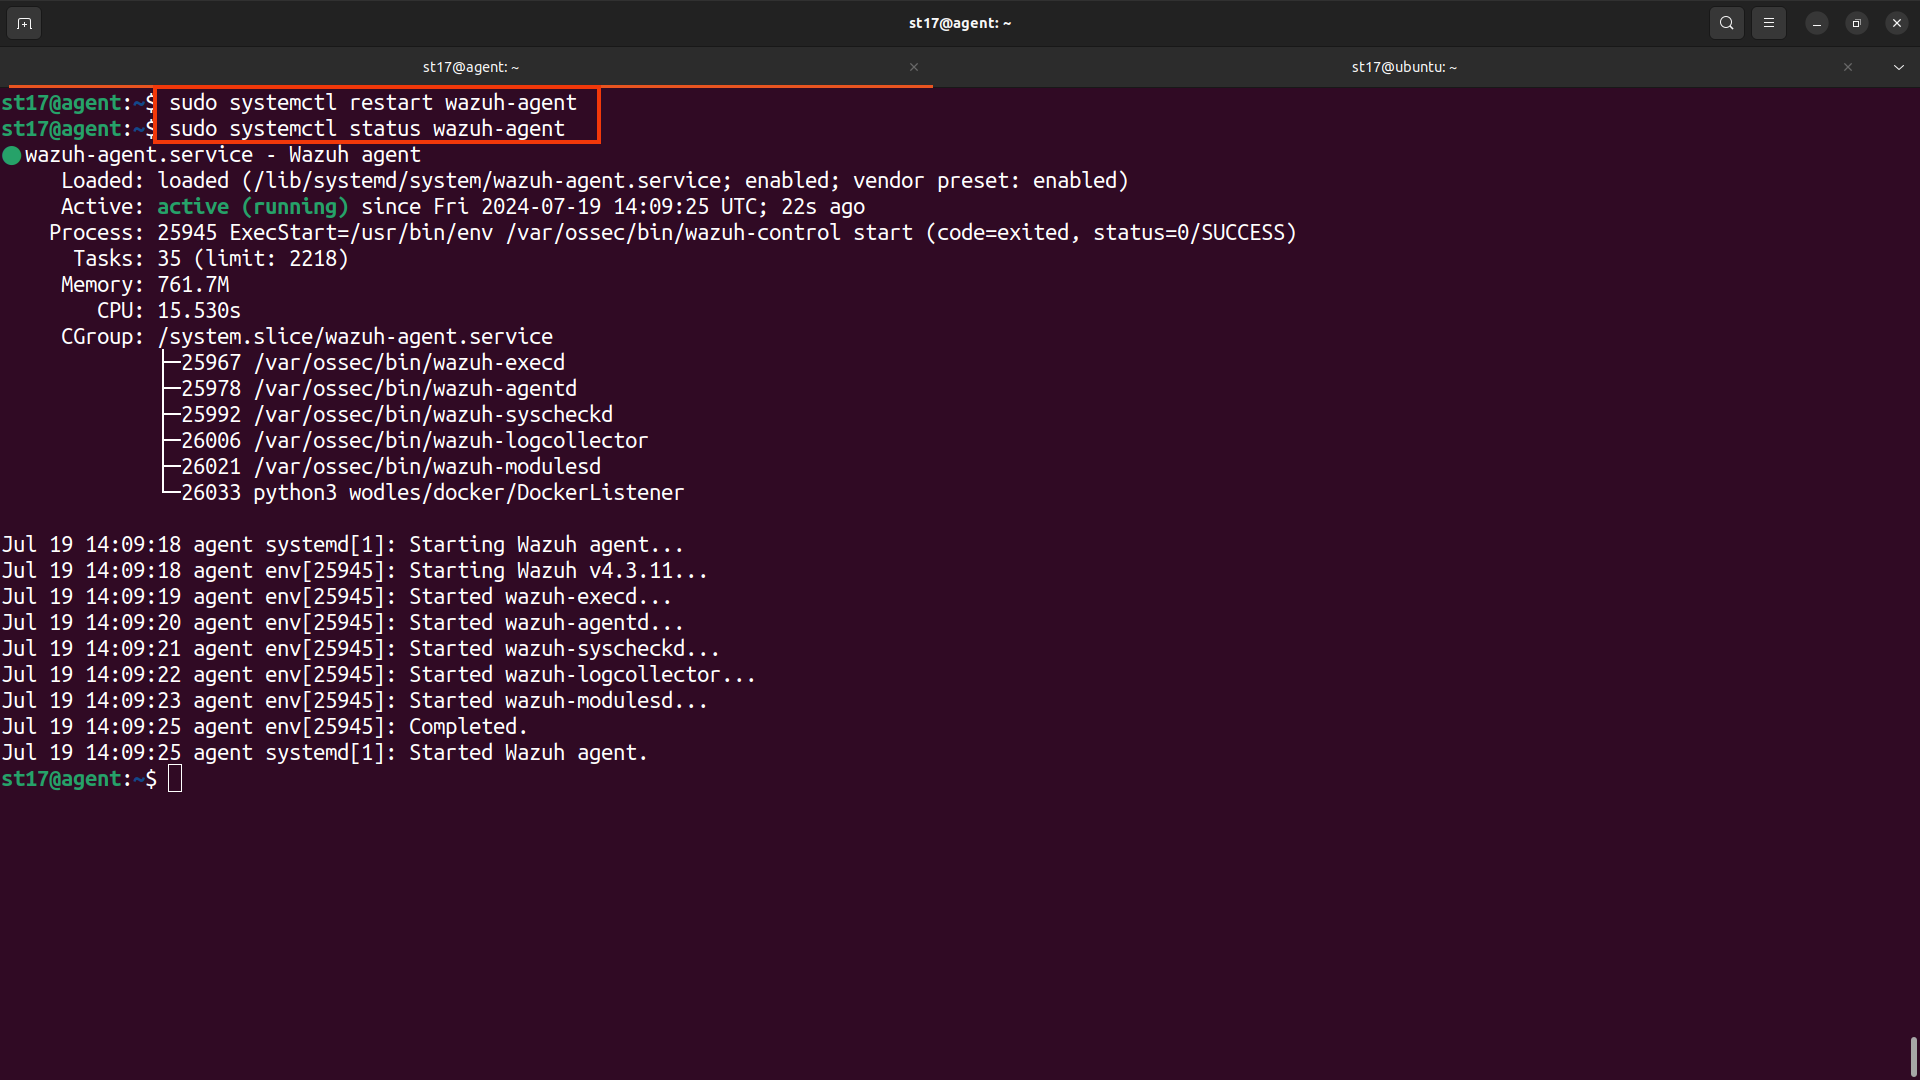 st17@agent: ~
st17@agent: ~
st17@ubuntu: ~
st17@agent:~$ sudo systemctl restart wazuh-agent
st17@agent:~$ sudo systemctl status wazuh-agent
● wazuh-agent.service - Wazuh agent
     Loaded: loaded (/lib/systemd/system/wazuh-agent.service; enabled; vendor preset: enabled)
     Active: active (running) since Fri 2024-07-19 14:09:25 UTC; 22s ago
    Process: 25945 ExecStart=/usr/bin/env /var/ossec/bin/wazuh-control start (code=exited, status=0/SUCCESS)
      Tasks: 35 (limit: 2218)
     Memory: 761.7M
        CPU: 15.530s
     CGroup: /system.slice/wazuh-agent.service
             ├─25967 /var/ossec/bin/wazuh-execd
             ├─25978 /var/ossec/bin/wazuh-agentd
             ├─25992 /var/ossec/bin/wazuh-syscheckd
             ├─26006 /var/ossec/bin/wazuh-logcollector
             ├─26021 /var/ossec/bin/wazuh-modulesd
             └─26033 python3 wodles/docker/DockerListener

Jul 19 14:09:18 agent systemd[1]: Starting Wazuh agent...
Jul 19 14:09:18 agent env[25945]: Starting Wazuh v4.3.11...
Jul 19 14:09:19 agent env[25945]: Started wazuh-execd...
Jul 19 14:09:20 agent env[25945]: Started wazuh-agentd...
Jul 19 14:09:21 agent env[25945]: Started wazuh-syscheckd...
Jul 19 14:09:22 agent env[25945]: Started wazuh-logcollector...
Jul 19 14:09:23 agent env[25945]: Started wazuh-modulesd...
Jul 19 14:09:25 agent env[25945]: Completed.
Jul 19 14:09:25 agent systemd[1]: Started Wazuh agent.
st17@agent:~$